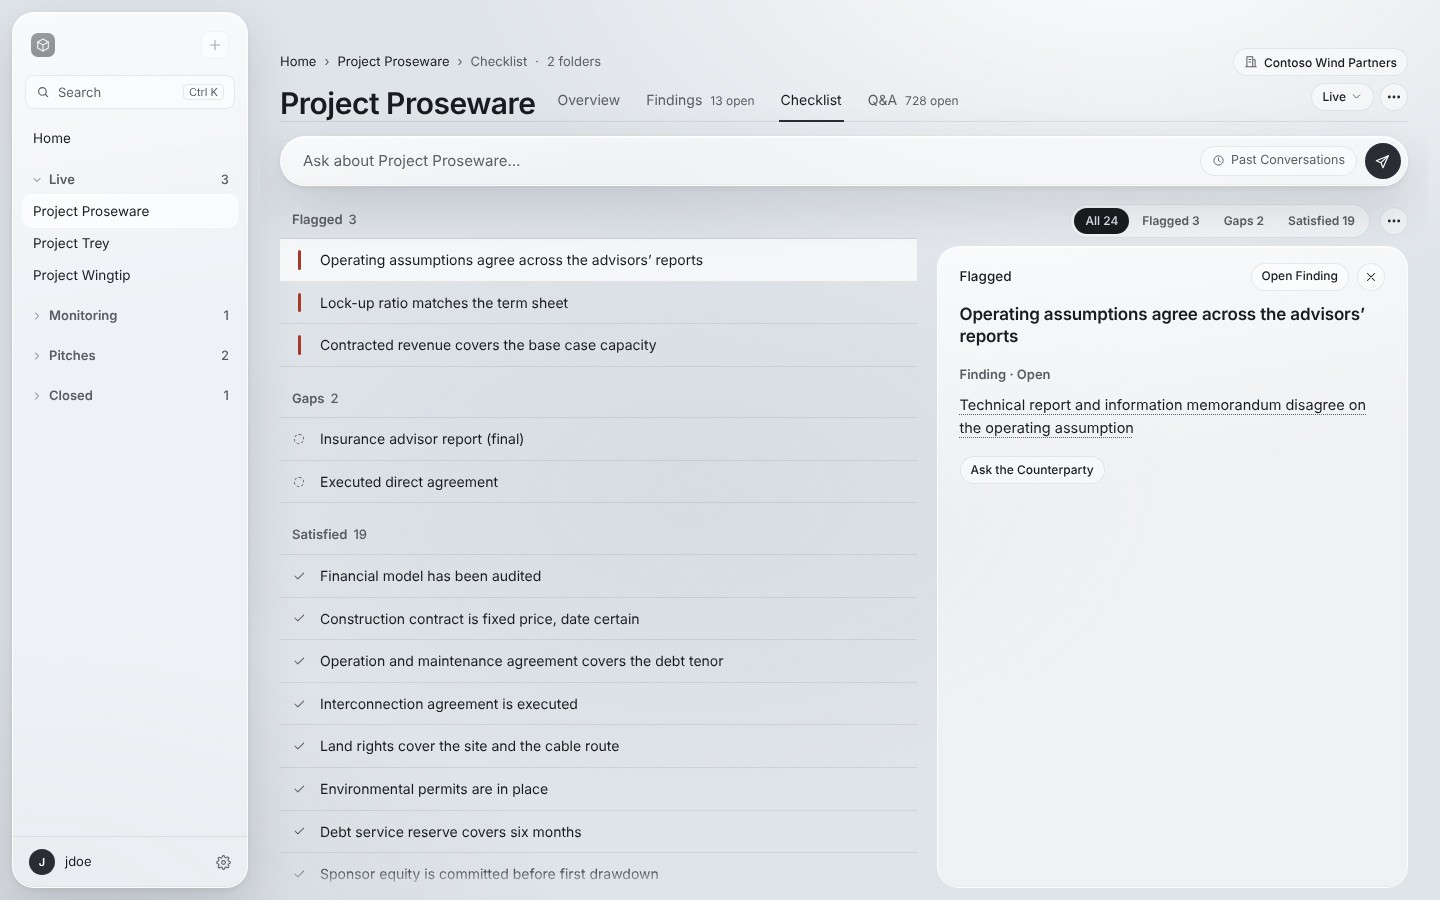 Search
Ctrl K
Home
Live 3
Project Proseware
Project Trey
Project Wingtip
Monitoring 1
Pitches 2
Closed 1
J
jdoe
Home › Project Proseware › Checklist · 2 folders
Contoso Wind Partners
Project Proseware
Overview
Findings 13 open
Checklist
Q&A 728 open
Live
Ask about Project Proseware...
Past Conversations
Flagged 3
All 24
Flagged 3
Gaps 2
Satisfied 19
Operating assumptions agree across the advisors’ reports
Lock-up ratio matches the term sheet
Contracted revenue covers the base case capacity
Gaps 2
Insurance advisor report (final)
Executed direct agreement
Satisfied 19
Financial model has been audited
Construction contract is fixed price, date certain
Operation and maintenance agreement covers the debt tenor
Interconnection agreement is executed
Land rights cover the site and the cable route
Environmental permits are in place
Debt service reserve covers six months
Sponsor equity is committed before first drawdown
Flagged
Open Finding
Operating assumptions agree across the advisors’
reports
Finding · Open
Technical report and information memorandum disagree on
the operating assumption
Ask the Counterparty